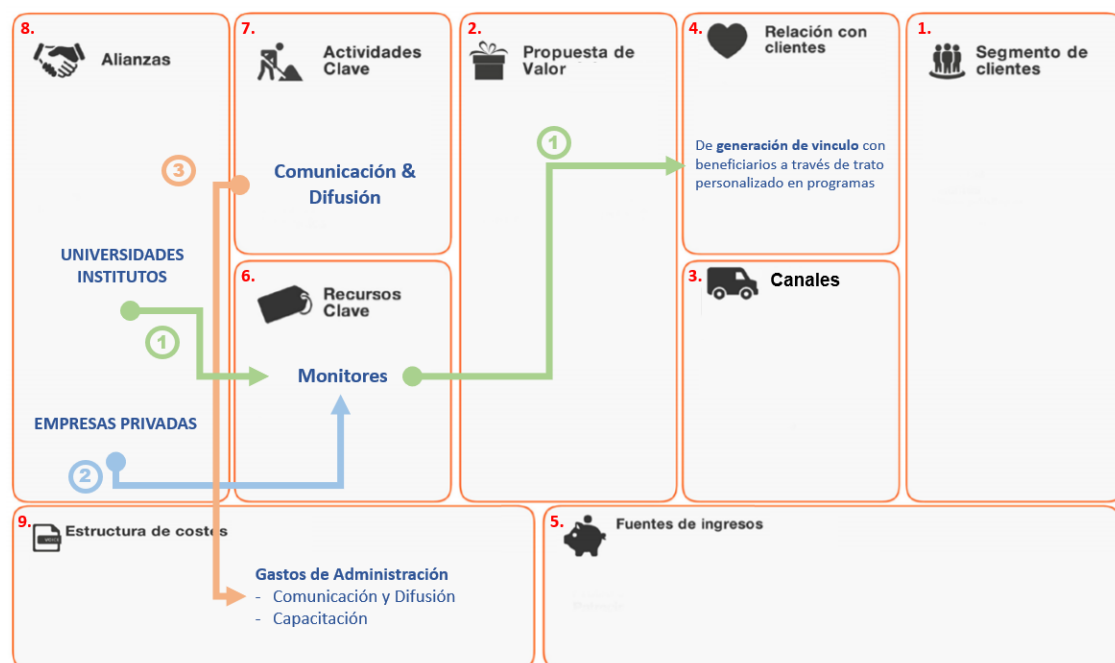 8.
Alianzas
UNIVERSIDADES
INSTITUTOS
1
EMPRESAS PRIVADAS
2
7.
Actividades
Clave
3
Comunicación &
Difusión
6.
Recursos
Clave
Monitores
2.
Propuesta de
Valor
1
4.
Relación con
clientes
De generación de vinculo con
beneficiarios a través de trato
personalizado en programas
3.
Canales
1.
Segmento de
clientes
9.
Estructura de costes
Gastos de Administración
- Comunicación y Difusión
- Capacitación
5.
Fuentes de ingresos